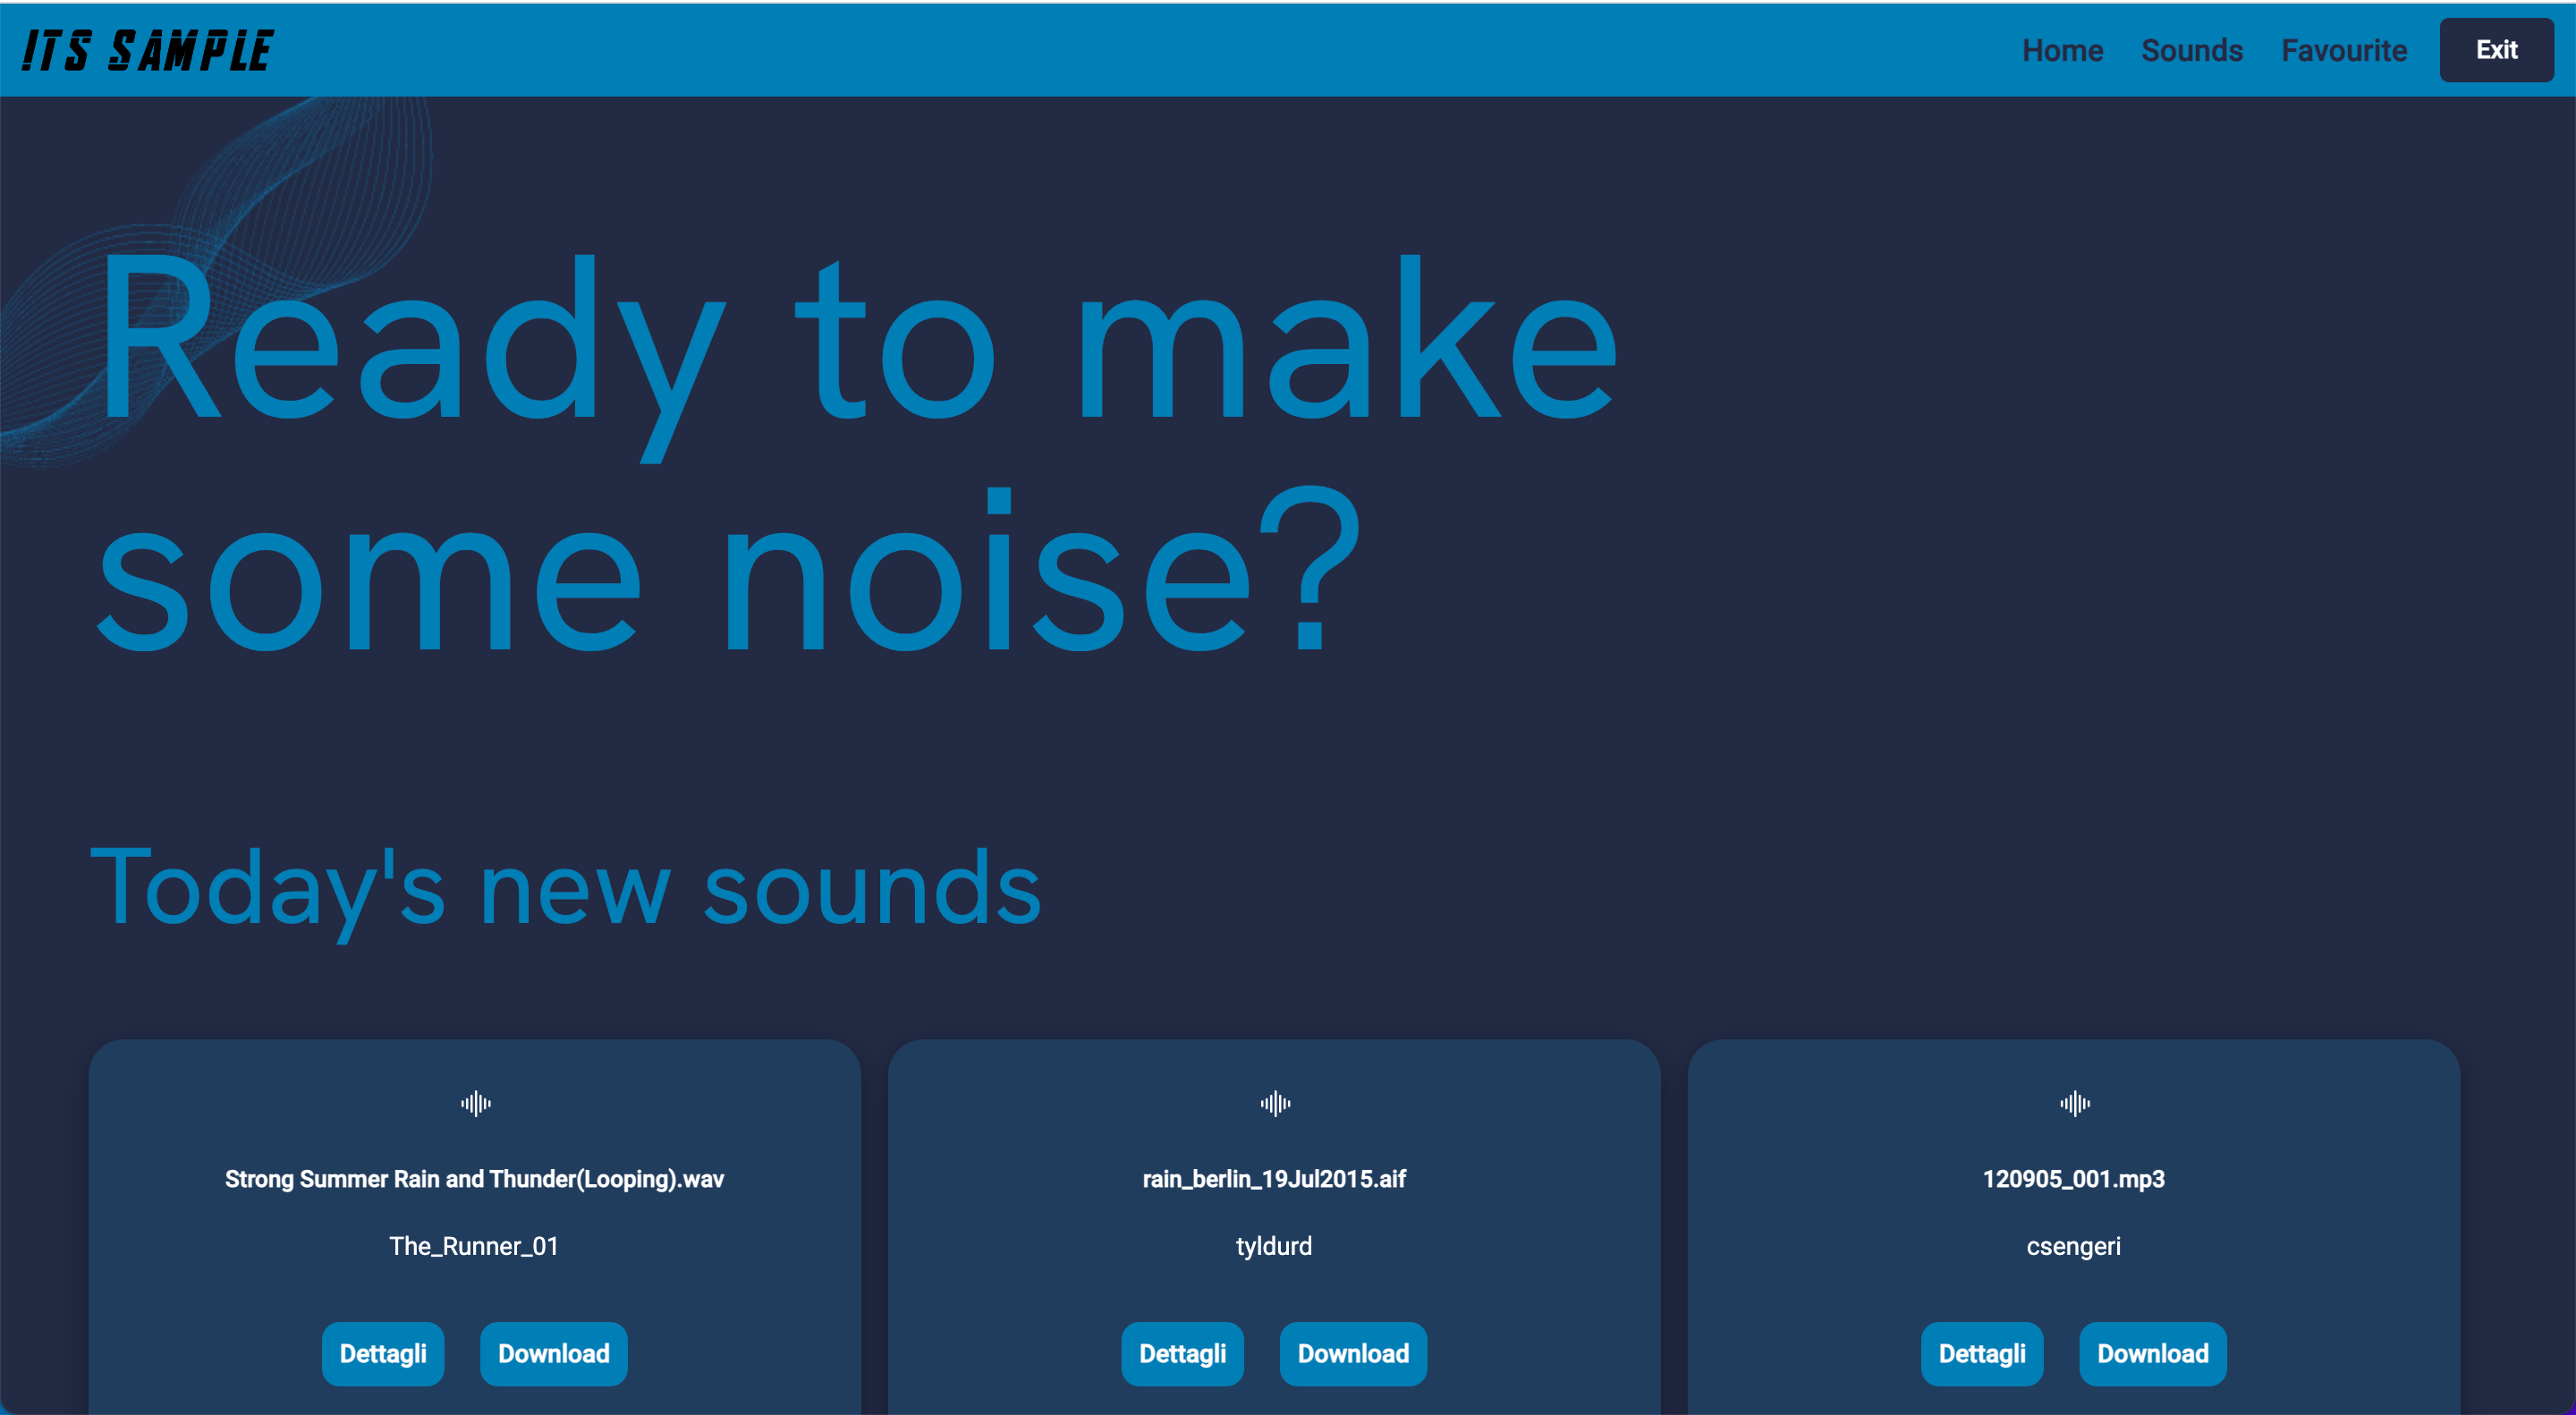 ITS SAMPLE
Home Sounds Favourite Exit
Ready to make
some noise?
Today's new sounds
Strong Summer Rain and Thunder(Looping).wav
The_Runner_01
Dettagli Download
rain_berlin_19Jul2015.aif
tyldurd
Dettagli Download
120905_001.mp3
csengeri
Dettagli Download